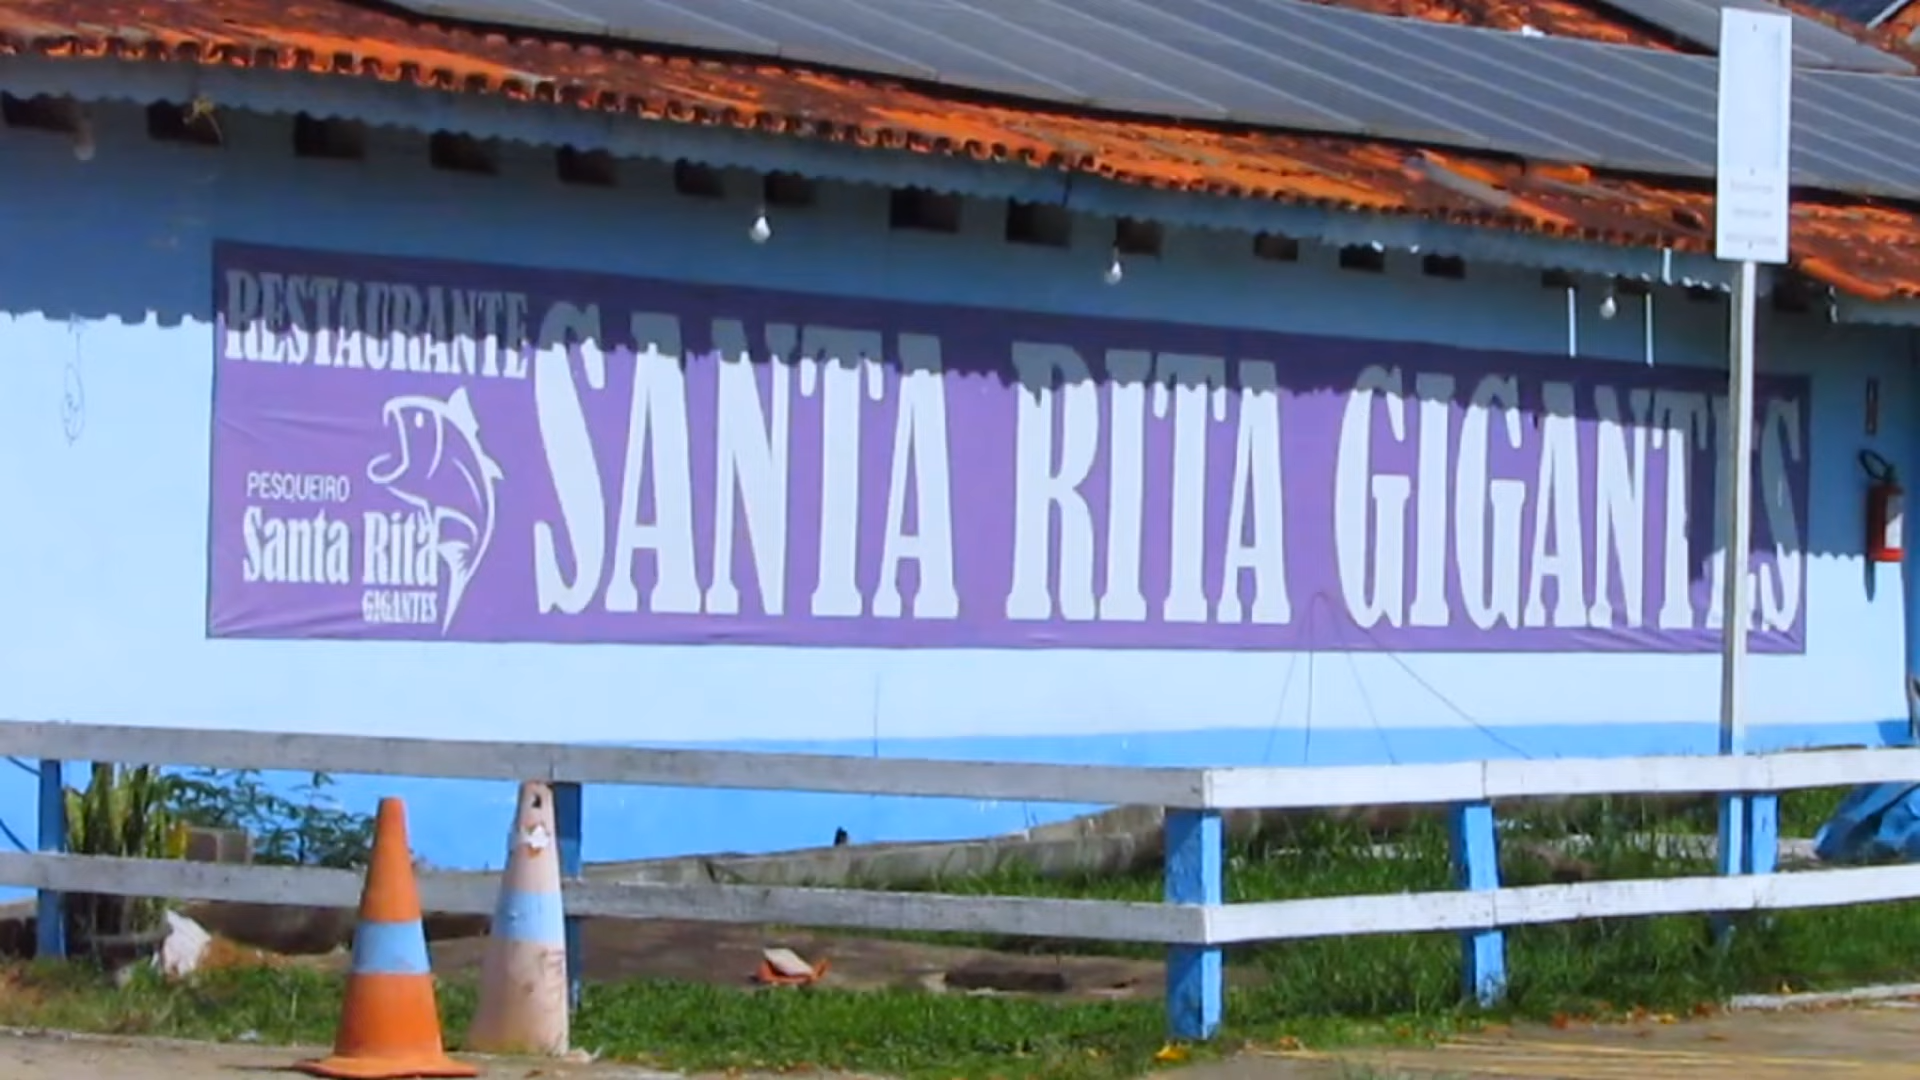 RESTAURANTE
SANTA RITA GIGANTES
PESQUEIRO
Santa Rita
GIGANTES